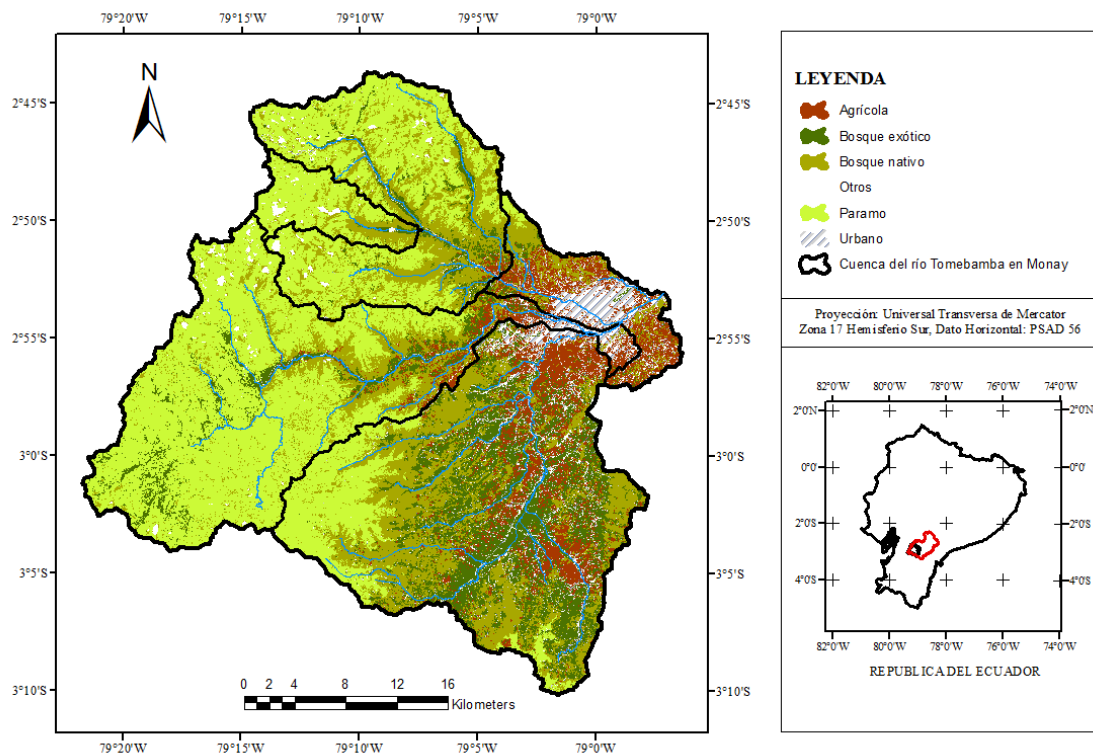 79°20'W 79°15'W 79°10'W 79°5'W 79°0'W
N
2°45'S 2°45'S
2°50'S 2°50'S
2°55'S 2°55'S
3°0'S 3°0'S
3°5'S 3°5'S
3°10'S 3°10'S
0 2 4 8 12 16
Kilometers
79°20'W 79°15'W 79°10'W 79°5'W 79°0'W
LEYENDA
Agrícola
Bosque exótico
Bosque nativo
Otros
Paramo
Urbano
Cuenca del río Tomebamba en Monay
Proyección: Universal Transversa de Mercator
Zona 17 Hemisferio Sur, Dato Horizontal: PSAD 56
82°0'W 80°0'W 78°0'W 76°0'W 74°0'W
2°0'N 2°0'N
0°0' 0°0'
2°0'S 2°0'S
4°0'S 4°0'S
82°0'W 80°0'W 78°0'W 76°0'W 74°0'W
REPUBLICA DEL ECUADOR